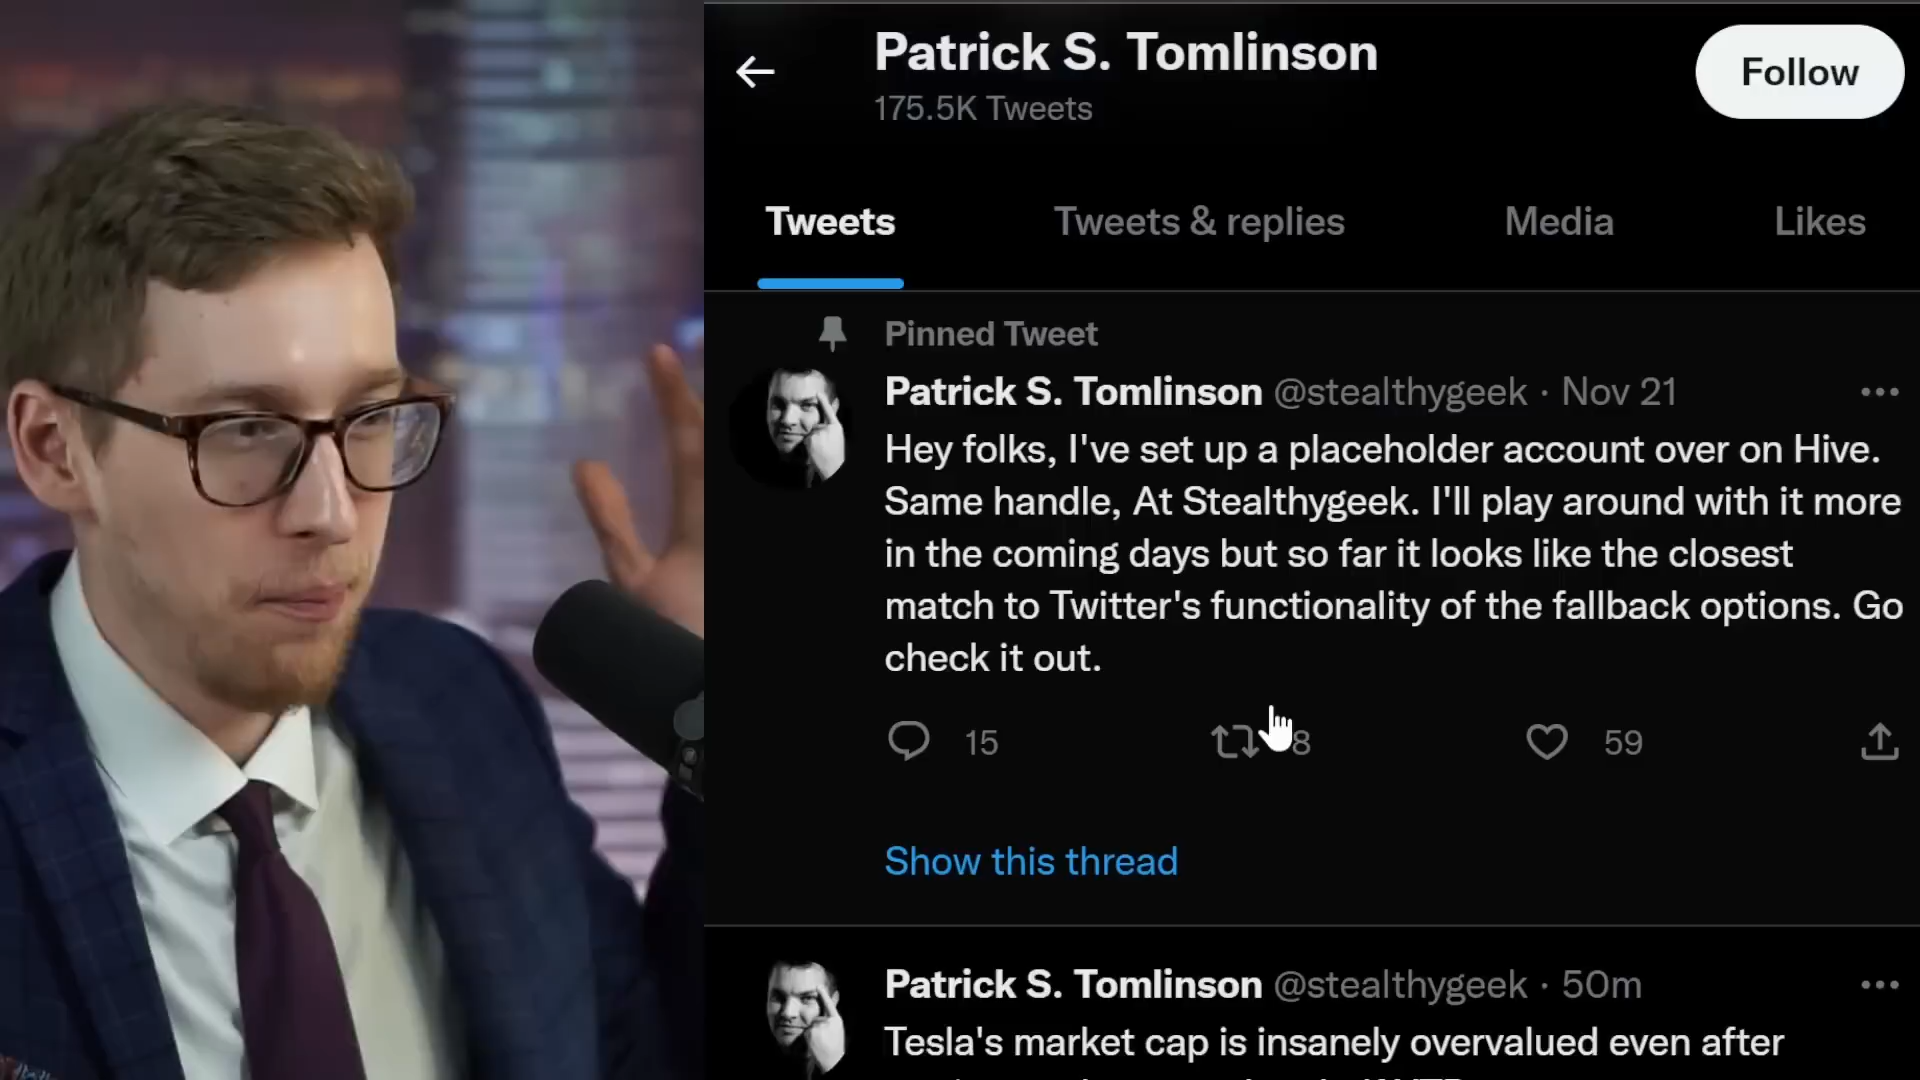 Patrick S. Tomlinson
175.5K Tweets
Follow
Tweets
Tweets & replies
Media
Likes
Pinned Tweet
Patrick S. Tomlinson @stealthygeek · Nov 21
Hey folks, I've set up a placeholder account over on Hive.
Same handle, At Stealthygeek. I'll play around with it more
in the coming days but so far it looks like the closest
match to Twitter's functionality of the fallback options. Go
check it out.
15
8
59
Show this thread
Patrick S. Tomlinson @stealthygeek · 50m
Tesla's market cap is insanely overvalued even after